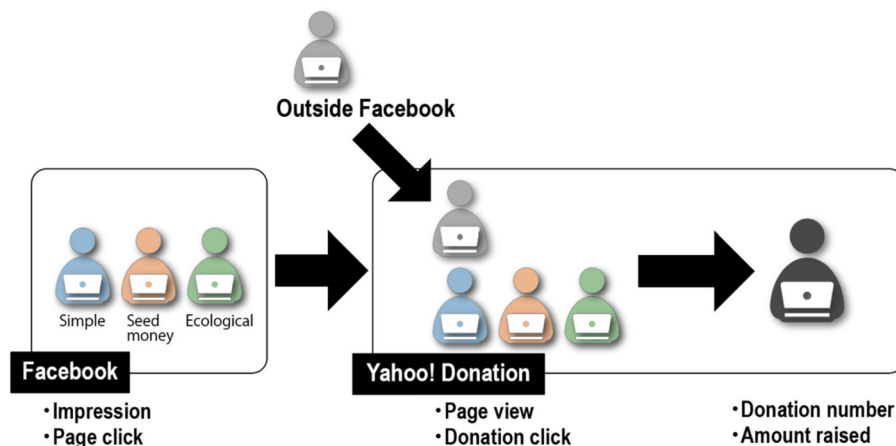 Outside Facebook
Simple
Seed
money
Ecological
Facebook
• Impression
• Page click
Yahoo! Donation
• Page view
• Donation click
• Donation number
• Amount raised